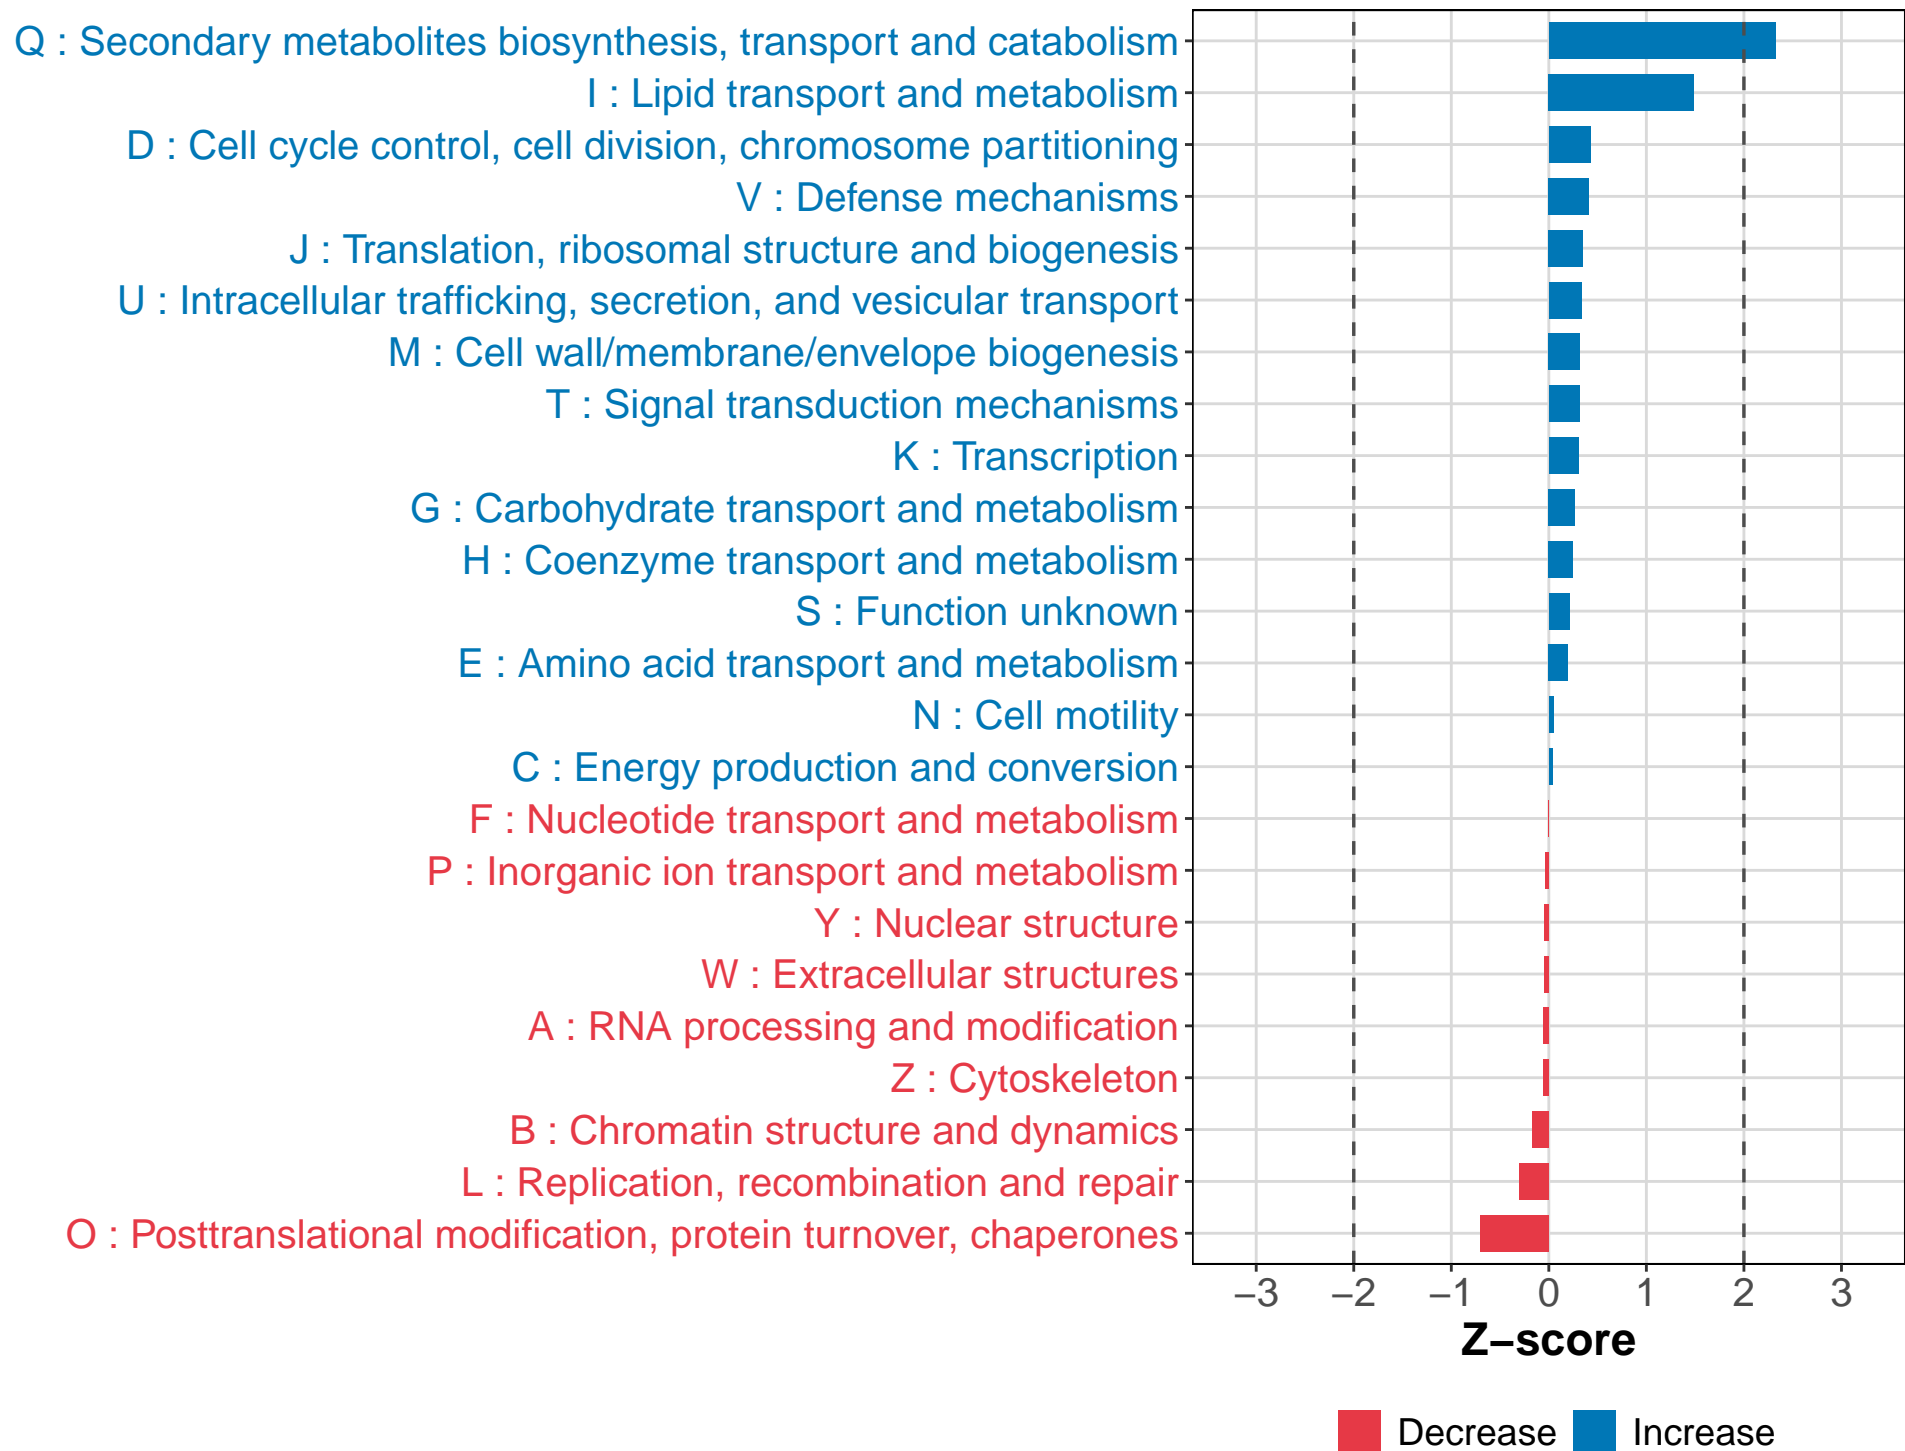 Q : Secondary metabolites biosynthesis, transport and catabolism
I : Lipid transport and metabolism
D : Cell cycle control, cell division, chromosome partitioning
V : Defense mechanisms
J : Translation, ribosomal structure and biogenesis
U : Intracellular trafficking, secretion, and vesicular transport
M : Cell wall/membrane/envelope biogenesis
T : Signal transduction mechanisms
K : Transcription
G : Carbohydrate transport and metabolism
H : Coenzyme transport and metabolism
S : Function unknown
E : Amino acid transport and metabolism
N : Cell motility
C : Energy production and conversion
F : Nucleotide transport and metabolism
P : Inorganic ion transport and metabolism
Y : Nuclear structure
W : Extracellular structures
A : RNA processing and modification
Z : Cytoskeleton
B : Chromatin structure and dynamics
L : Replication, recombination and repair
O : Posttranslational modification, protein turnover, chaperones
−3 −2 −1 0 1 2 3
Z−score
Decrease Increase